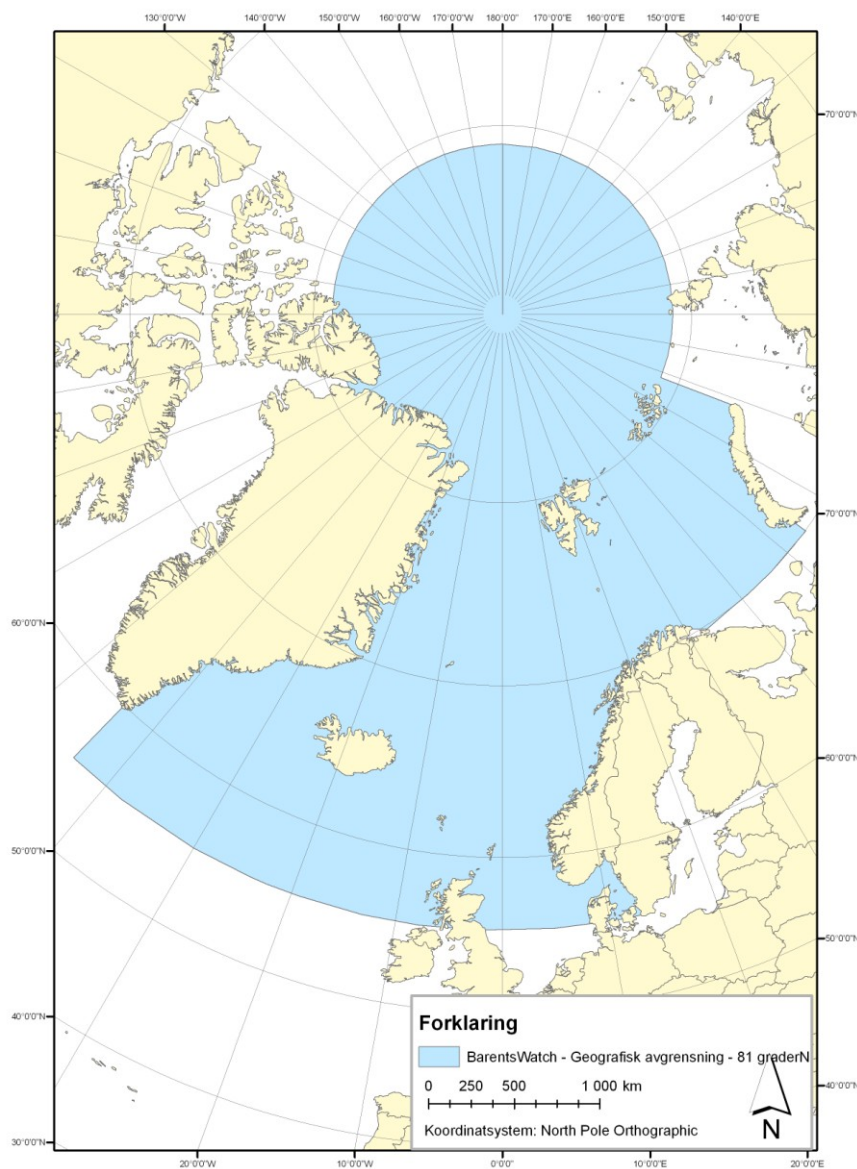 130°0'0"W 140°0'0"W 150°0'0"W 160°0'0"W 170°0'0"W 180°0'0" 170°0'0"E 160°0'0"E 150°0'0"E 140°0'0"E
70°0'0"N
70°0'0"N
60°0'0"N
60°0'0"N
50°0'0"N
50°0'0"N
40°0'0"N
40°0'0"N
30°0'0"N
Forklaring
BarentsWatch - Geografisk avgrensning - 81 graderN
0 250 500 1 000 km
Koordinatsystem: North Pole Orthographic
N
20°0'0"W 10°0'0"W 0°0'0" 10°0'0"E 20°0'0"E